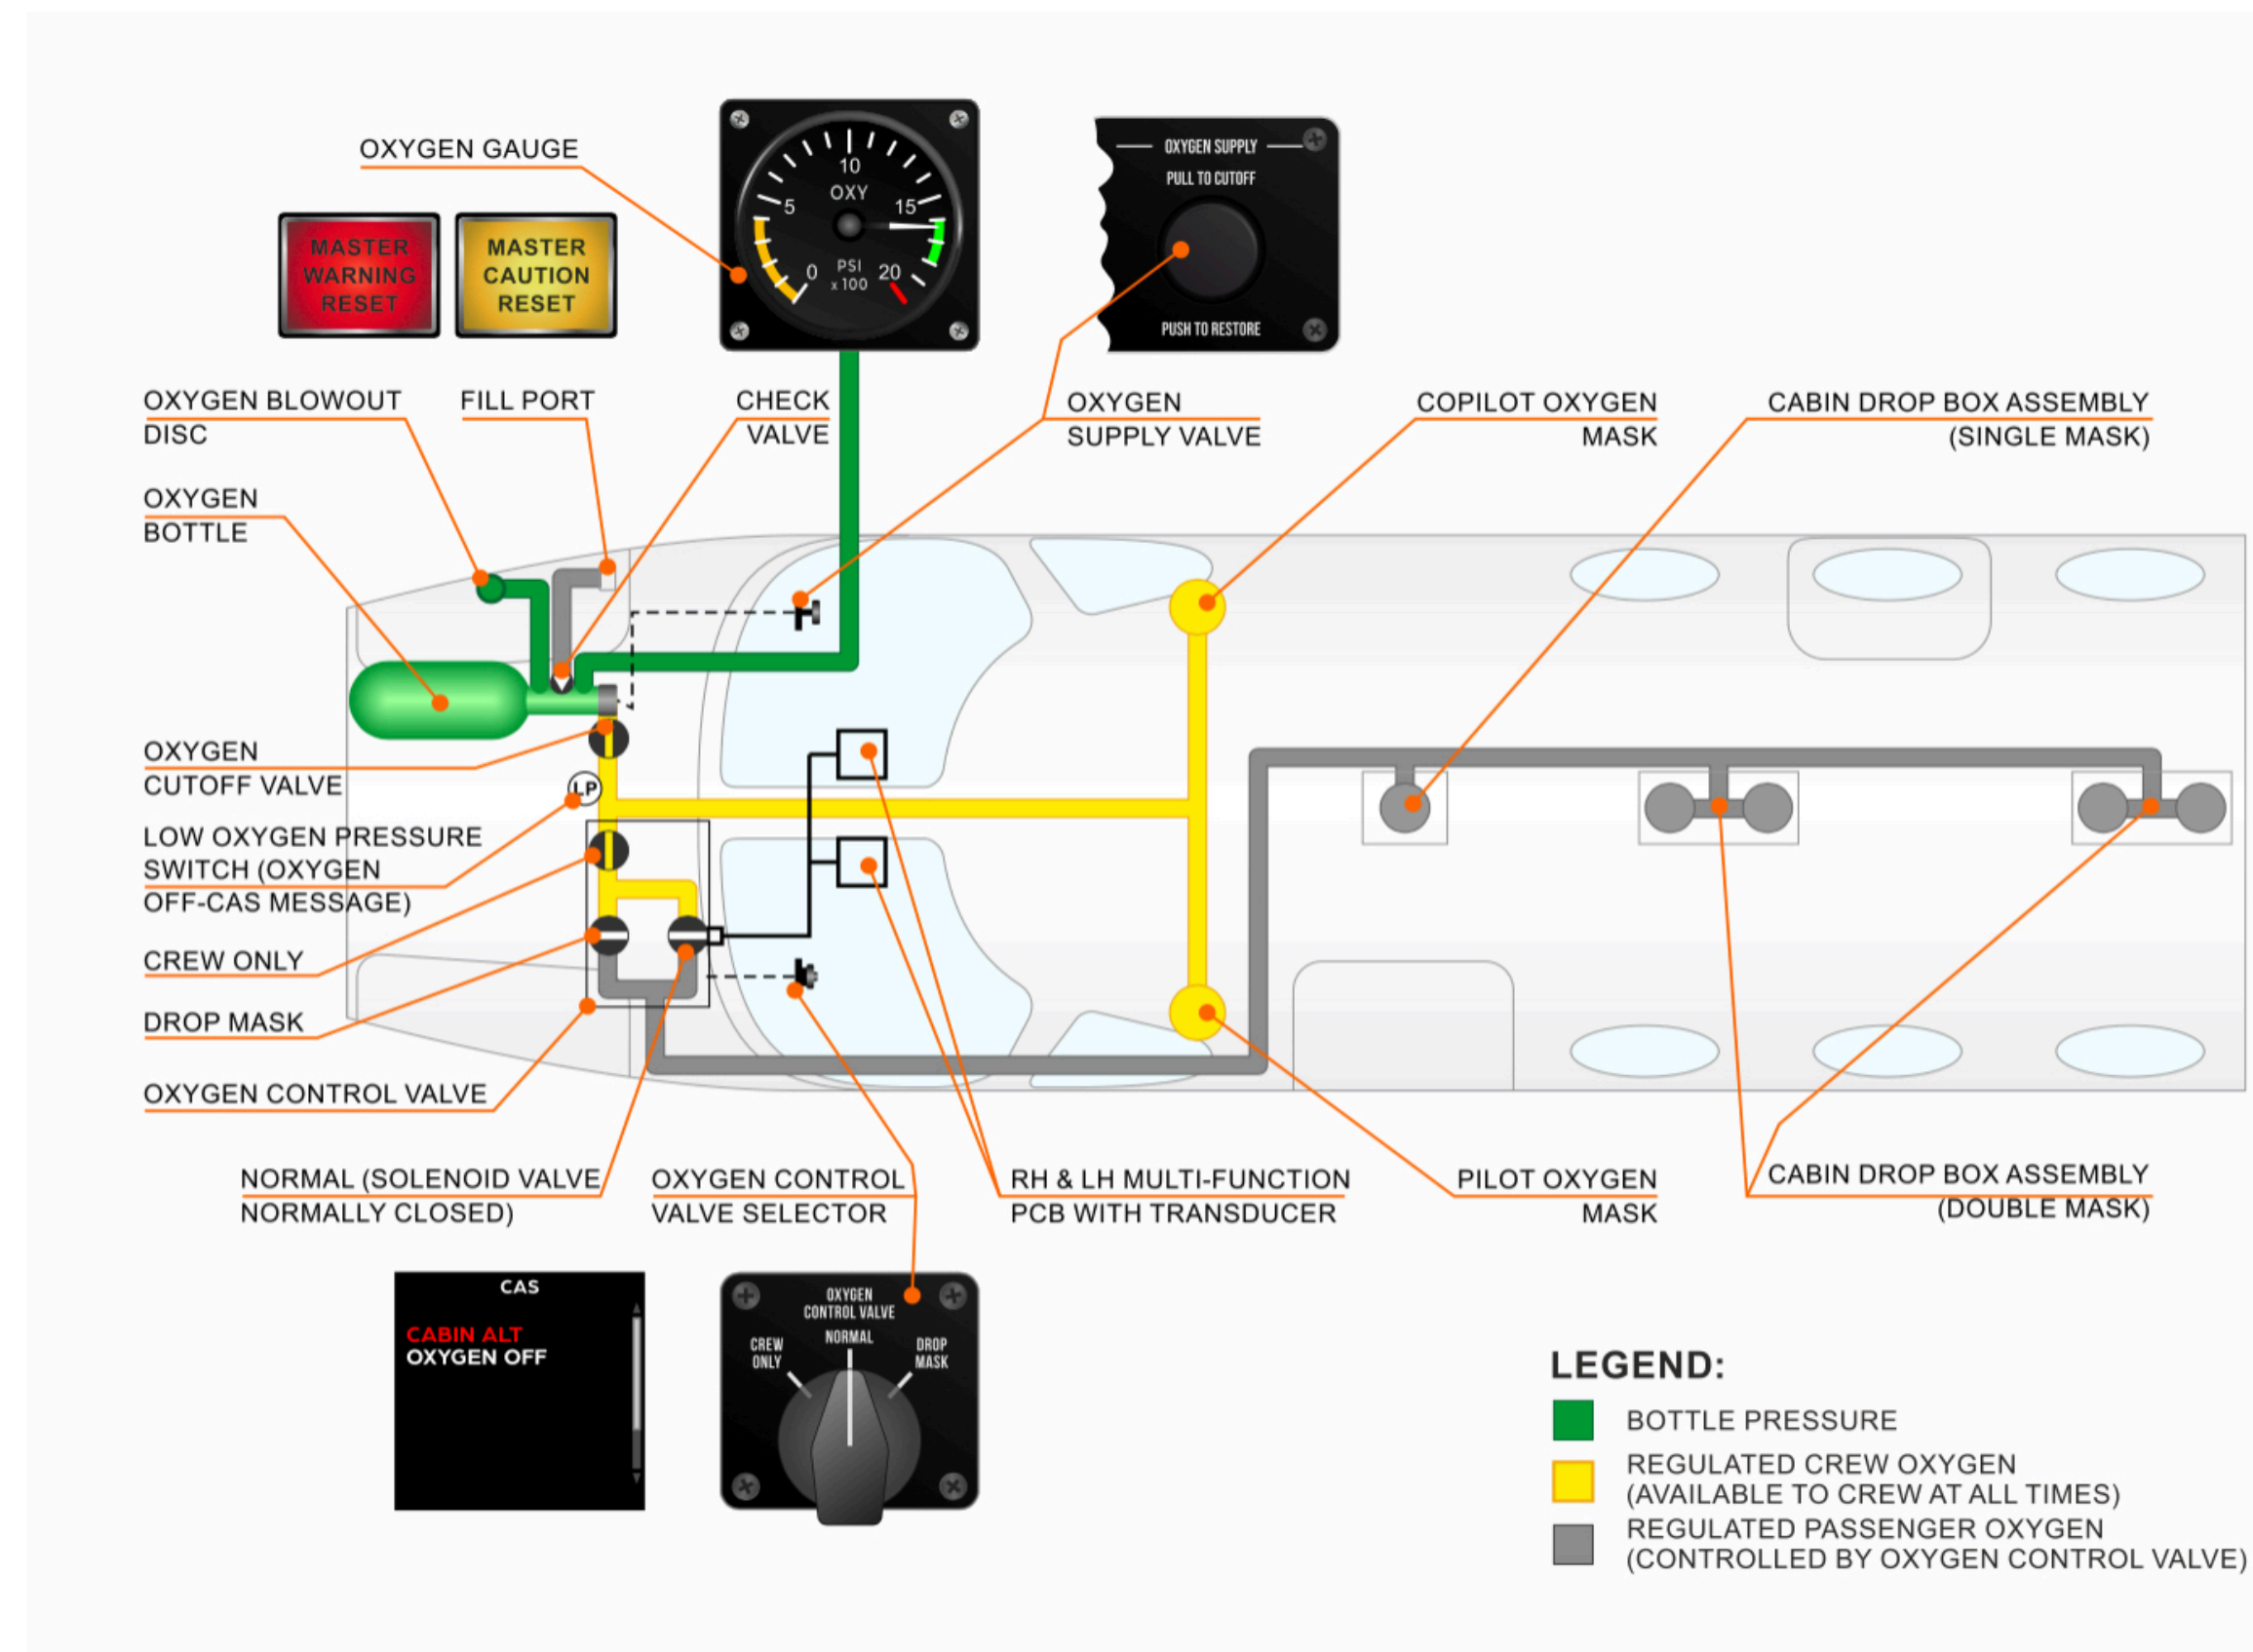 OXYGEN GAUGE
MASTER
WARNING
RESET
MASTER
CAUTION
RESET
10
OXY
5
15
0
PSI
x 100
20
OXYGEN SUPPLY
PULL TO CUTOFF
PUSH TO RESTORE
OXYGEN BLOWOUT
DISC
FILL PORT
CHECK
VALVE
OXYGEN
SUPPLY VALVE
COPILOT OXYGEN
MASK
CABIN DROP BOX ASSEMBLY
(SINGLE MASK)
OXYGEN
BOTTLE
OXYGEN
CUTOFF VALVE
LP
LOW OXYGEN PRESSURE
SWITCH (OXYGEN
OFF-CAS MESSAGE)
CREW ONLY
DROP MASK
OXYGEN CONTROL VALVE
NORMAL (SOLENOID VALVE
NORMALLY CLOSED)
OXYGEN CONTROL
VALVE SELECTOR
RH & LH MULTI-FUNCTION
PCB WITH TRANSDUCER
PILOT OXYGEN
MASK
CABIN DROP BOX ASSEMBLY
(DOUBLE MASK)
CAS
CABIN ALT
OXYGEN OFF
OXYGEN
CONTROL VALVE
CREW
ONLY
NORMAL
DROP
MASK
LEGEND:
BOTTLE PRESSURE
REGULATED CREW OXYGEN
(AVAILABLE TO CREW AT ALL TIMES)
REGULATED PASSENGER OXYGEN
(CONTROLLED BY OXYGEN CONTROL VALVE)